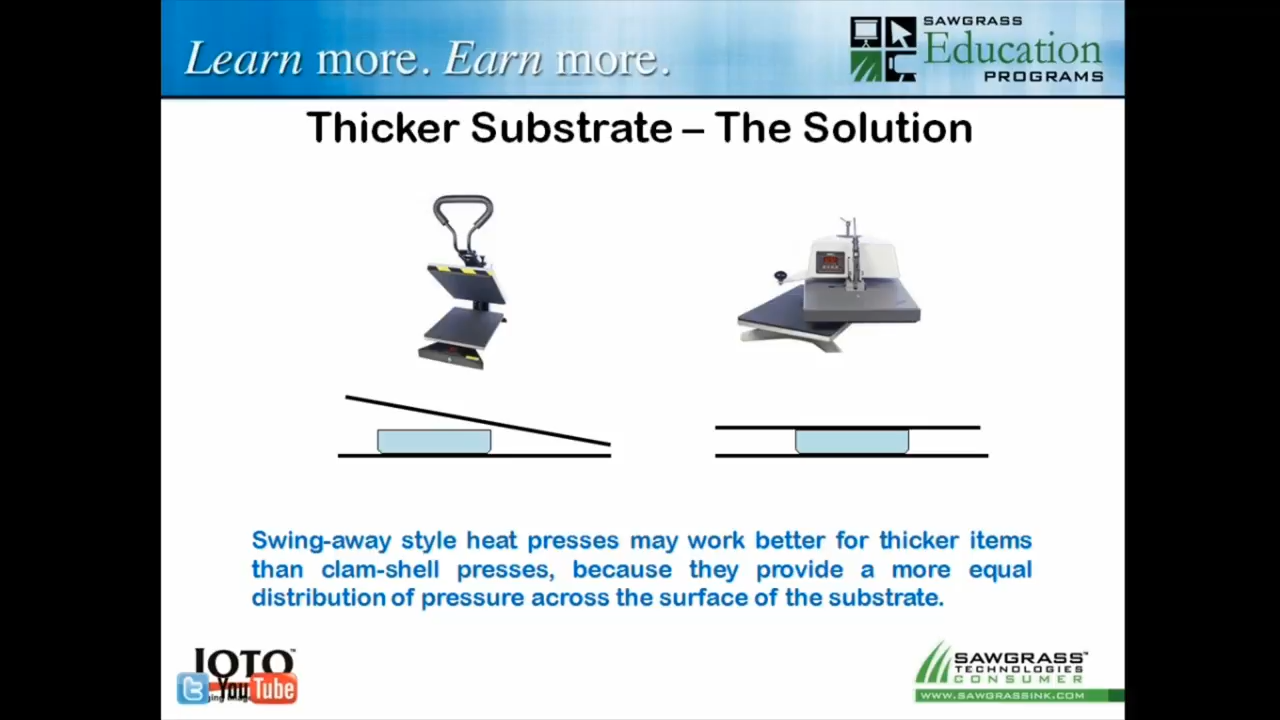 Learn more. Earn more.
SAWGRASS
Education
PROGRAMS
Thicker Substrate – The Solution
Swing-away style heat presses may work better for thicker items
than clam-shell presses, because they provide a more equal
distribution of pressure across the surface of the substrate.
JOTO™
YouTube
SAWGRASS™
TECHNOLOGIES
CONSUMER
WWW.SAWGRASSINK.COM